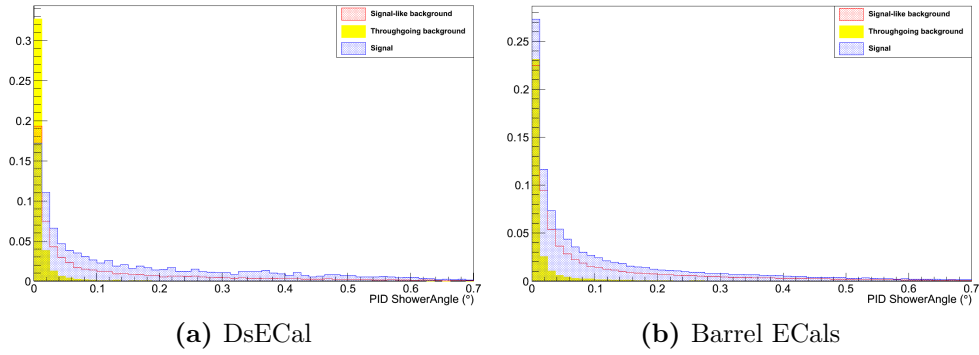 Signal-like background
Throughgoing background
Signal
0.3
0.25
0.2
0.15
0.1
0.05
0
0 0.1 0.2 0.3 0.4 0.5 0.6 0.7
PID ShowerAngle (°)
(a) DsECal
Signal-like background
Throughgoing background
Signal
0.25
0.2
0.15
0.1
0.05
0
0 0.1 0.2 0.3 0.4 0.5 0.6 0.7
PID ShowerAngle (°)
(b) Barrel ECals